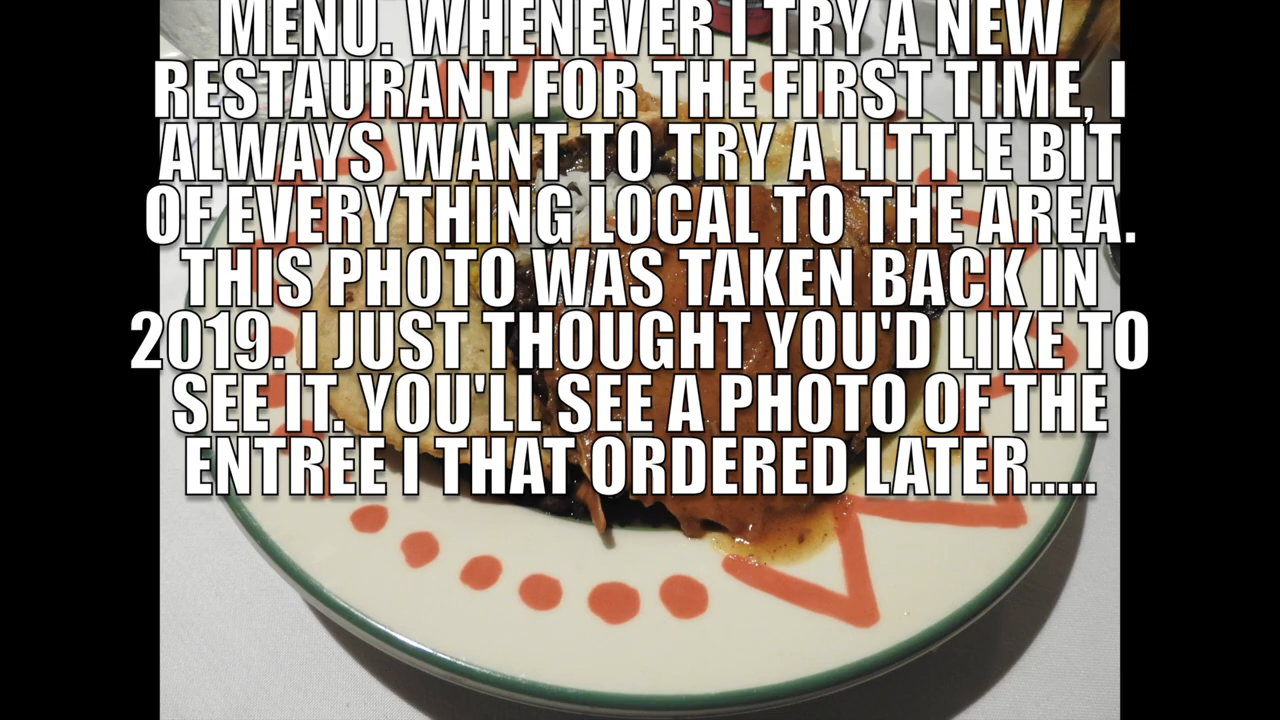 MENU. WHENEVER I TRY A NEW
RESTAURANT FOR THE FIRST TIME, I
ALWAYS WANT TO TRY A LITTLE BIT
OF EVERYTHING LOCAL TO THE AREA.
THIS PHOTO WAS TAKEN BACK IN
2019. I JUST THOUGHT YOU'D LIKE TO
SEE IT. YOU'LL SEE A PHOTO OF THE
ENTRÉE I THAT ORDERED LATER.....